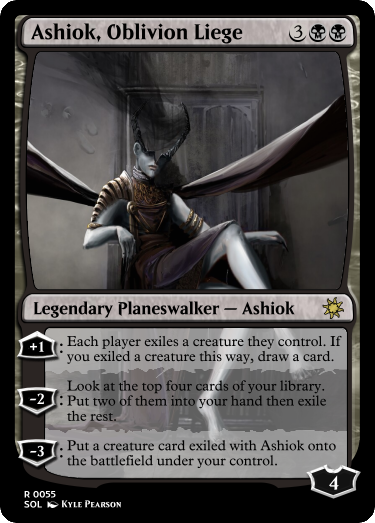 Ashiok, Oblivion Liege 3
Legendary Planeswalker — Ashiok
+1: Each player exiles a creature they control. If
you exiled a creature this way, draw a card.
-2: Look at the top four cards of your library.
Put two of them into your hand then exile
the rest.
-3: Put a creature card exiled with Ashiok onto
the battlefield under your control.
4
R 0055
SOL Kyle Pearson